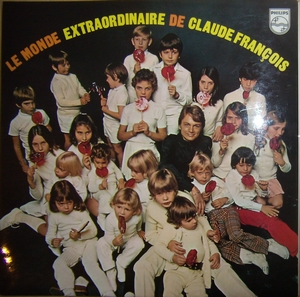 LE MONDE EXTRAORDINAIRE DE CLAUDE FRANÇOIS
PHILIPS